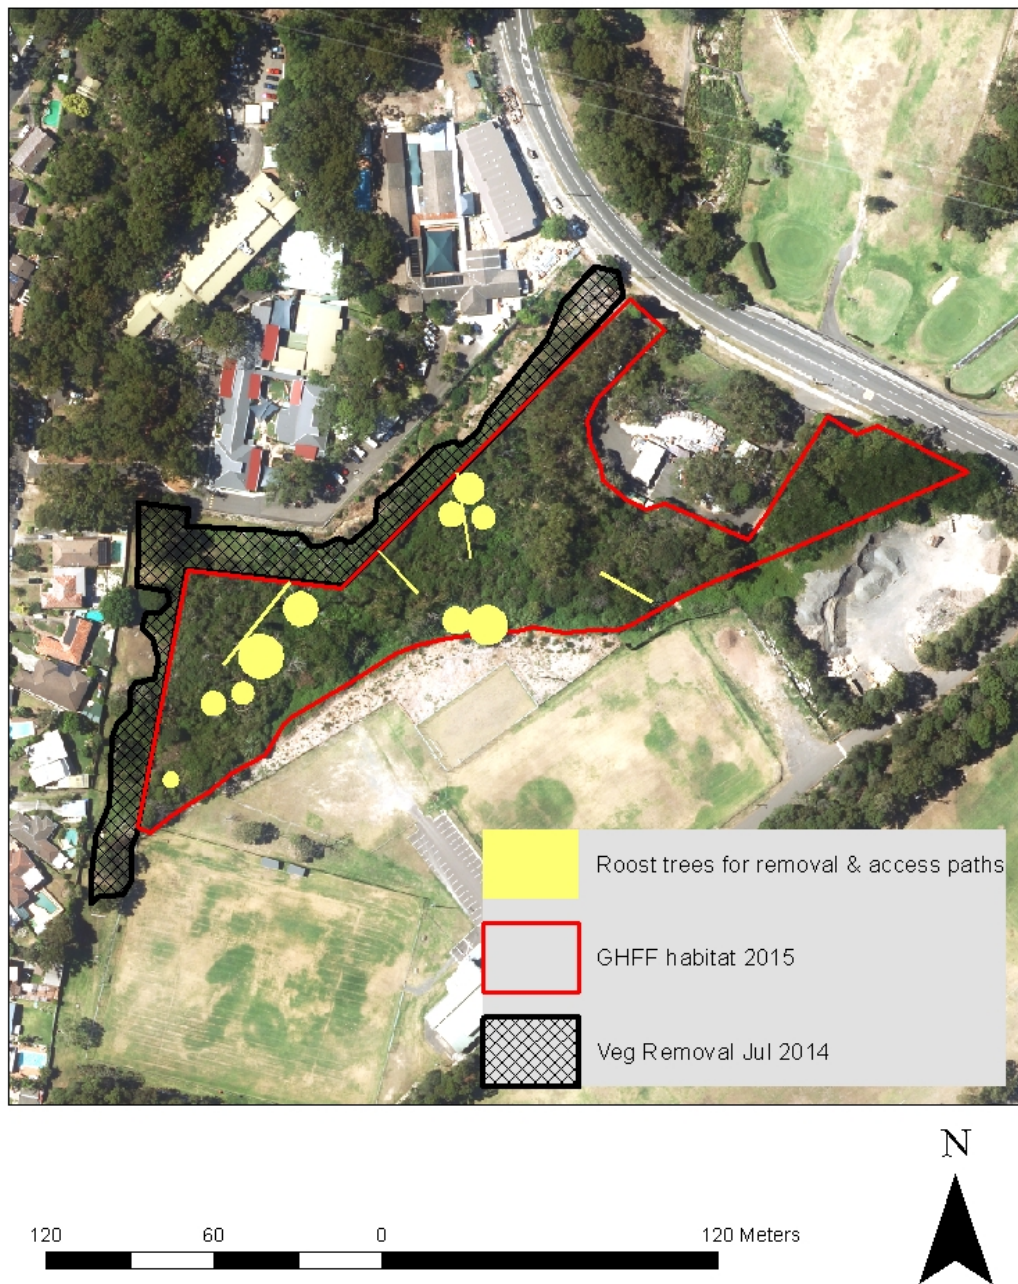 Roost trees for removal & access paths
GHFF habitat 2015
Veg Removal Jul 2014
N
120 60 0 120 Meters